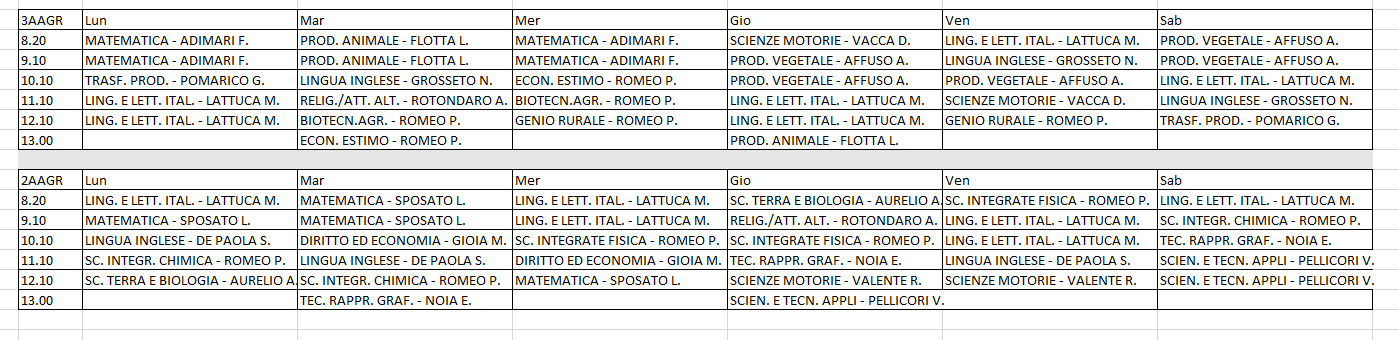 3AAGR Lun Mar Mer Gio Ven Sab
8.20 MATEMATICA - ADIMARI F. PROD. ANIMALE - FLOTTA L. MATEMATICA - ADIMARI F. SCIENZE MOTORIE - VACCA D. LING. E LETT. ITAL. - LATTUCA M. PROD. VEGETALE - AFFUSO A.
9.10 MATEMATICA - ADIMARI F. PROD. ANIMALE - FLOTTA L. MATEMATICA - ADIMARI F. PROD. VEGETALE - AFFUSO A. LINGUA INGLESE - GROSSETO N. PROD. VEGETALE - AFFUSO A.
10.10 TRASF. PROD. - POMARICO G. LINGUA INGLESE - GROSSETO N. ECON. ESTIMO - ROMEO P. PROD. VEGETALE - AFFUSO A. PROD. VEGETALE - AFFUSO A. LING. E LETT. ITAL. - LATTUCA M.
11.10 LING. E LETT. ITAL. - LATTUCA M. RELIG./ATT. ALT. - ROTONDARO A. BIOTECN.AGR. - ROMEO P. LING. E LETT. ITAL. - LATTUCA M. SCIENZE MOTORIE - VACCA D. LINGUA INGLESE - GROSSETO N.
12.10 LING. E LETT. ITAL. - LATTUCA M. BIOTECN.AGR. - ROMEO P. GENIO RURALE - ROMEO P. LING. E LETT. ITAL. - LATTUCA M. GENIO RURALE - ROMEO P. TRASF. PROD. - POMARICO G.
13.00 ECON. ESTIMO - ROMEO P. PROD. ANIMALE - FLOTTA L.
2AAGR Lun Mar Mer Gio Ven Sab
8.20 LING. E LETT. ITAL. - LATTUCA M. MATEMATICA - SPOSATO L. LING. E LETT. ITAL. - LATTUCA M. SC. TERRA E BIOLOGIA - AURELIO A. SC. INTEGRATE FISICA - ROMEO P. LING. E LETT. ITAL. - LATTUCA M.
9.10 MATEMATICA - SPOSATO L. MATEMATICA - SPOSATO L. LING. E LETT. ITAL. - LATTUCA M. RELIG./ATT. ALT. - ROTONDARO A. LING. E LETT. ITAL. - LATTUCA M. SC. INTEGR. CHIMICA - ROMEO P.
10.10 LINGUA INGLESE - DE PAOLA S. DIRITTO ED ECONOMIA - GIOIA M. SC. INTEGRATE FISICA - ROMEO P. SC. INTEGRATE FISICA - ROMEO P. LING. E LETT. ITAL. - LATTUCA M. TEC. RAPPR. GRAF. - NOIA E.
11.10 SC. INTEGR. CHIMICA - ROMEO P. LINGUA INGLESE - DE PAOLA S. DIRITTO ED ECONOMIA - GIOIA M. TEC. RAPPR. GRAF. - NOIA E. LINGUA INGLESE - DE PAOLA S. SCIEN. E TECN. APPLI - PELLICORI V.
12.10 SC. TERRA E BIOLOGIA - AURELIO A. SC. INTEGR. CHIMICA - ROMEO P. MATEMATICA - SPOSATO L. SCIENZE MOTORIE - VALENTE R. SCIENZE MOTORIE - VALENTE R. SCIEN. E TECN. APPLI - PELLICORI V.
13.00 TEC. RAPPR. GRAF. - NOIA E. SCIEN. E TECN. APPLI - PELLICORI V.